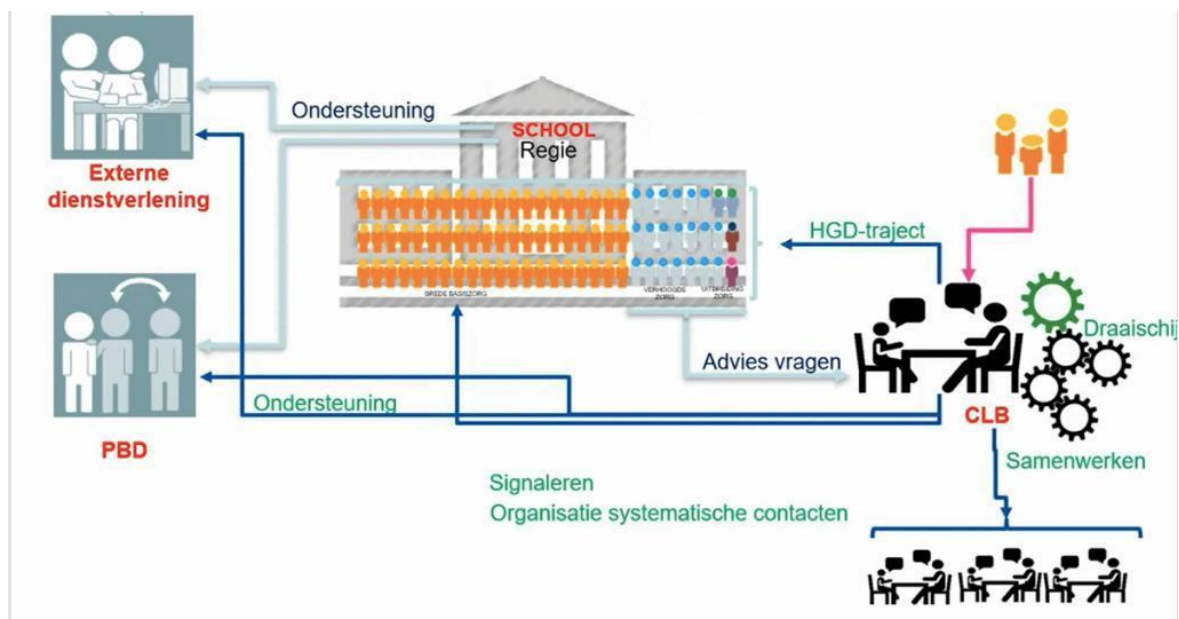 Ondersteuning
SCHOOL
Regie
Externe
dienstverlening
HGD-traject
BREDE BASISZORG
VERHOOGDE
ZORG
UITBREIDING
ZORG
Draaischij
Advies vragen
Ondersteuning
CLB
PBD
Samenwerken
Signaleren
Organisatie systematische contacten